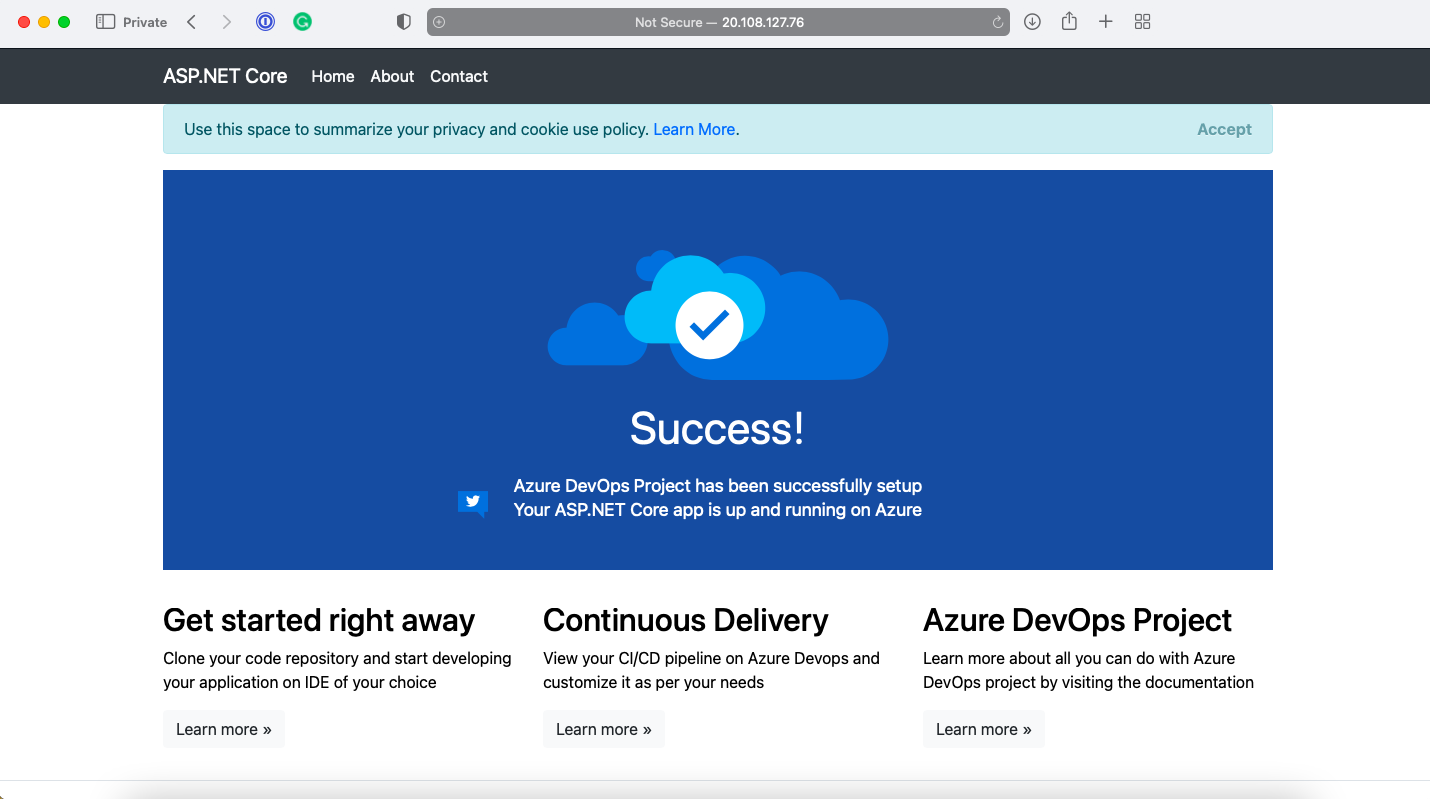 Private
Not Secure — 20.108.127.76
ASP.NET Core Home About Contact
Use this space to summarize your privacy and cookie use policy. Learn More.
Accept
Success!
Azure DevOps Project has been successfully setup
Your ASP.NET Core app is up and running on Azure
Get started right away
Clone your code repository and start developing
your application on IDE of your choice
Learn more »
Continuous Delivery
View your CI/CD pipeline on Azure Devops and
customize it as per your needs
Learn more »
Azure DevOps Project
Learn more about all you can do with Azure
DevOps project by visiting the documentation
Learn more »